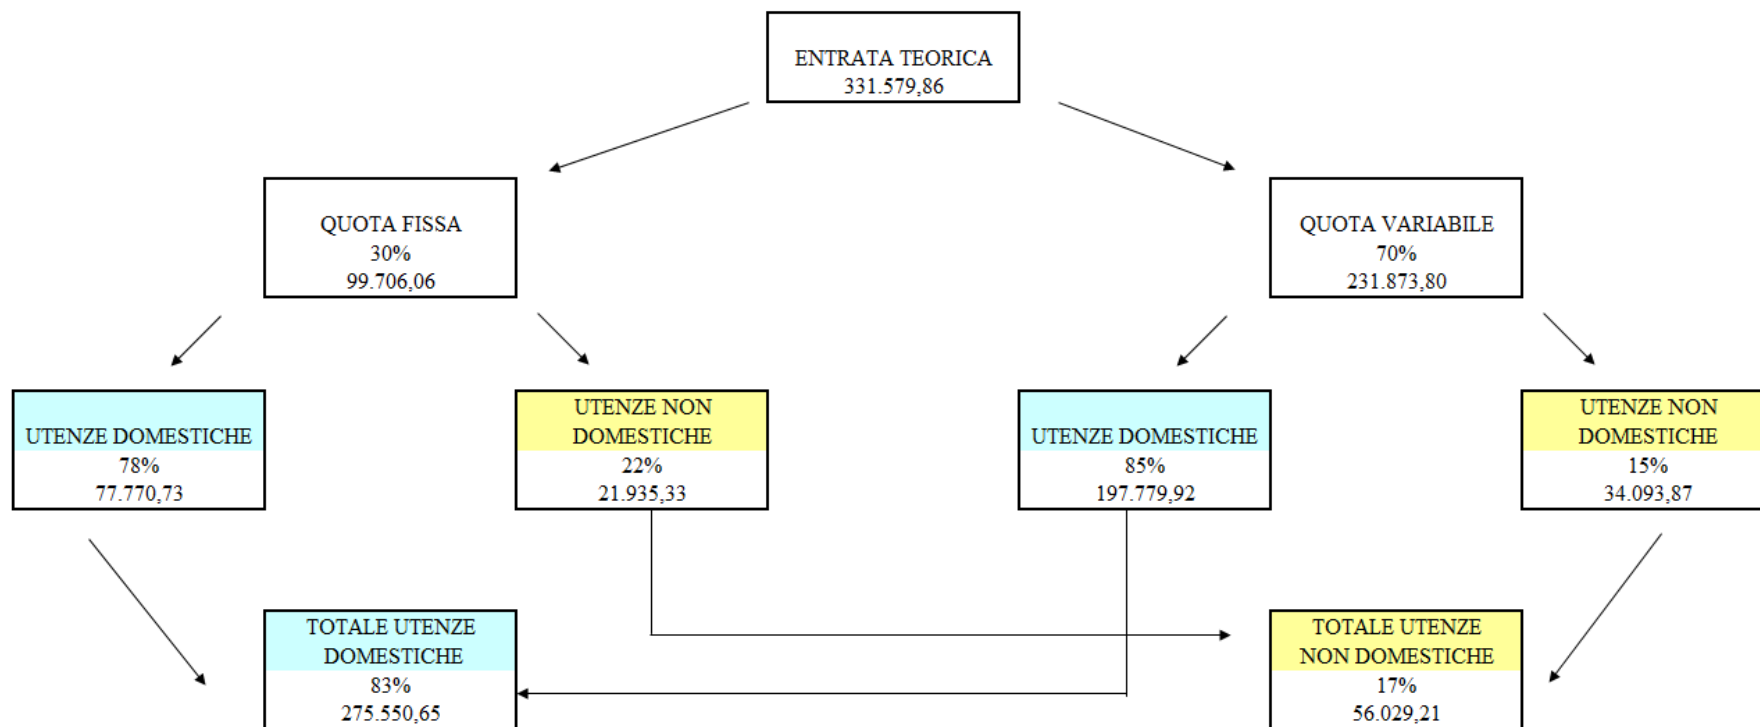 ENTRATA TEORICA
331.579,86
QUOTA FISSA
30%
99.706,06
QUOTA VARIABILE
70%
231.873,80
UTENZE DOMESTICHE
78%
77.770,73
UTENZE NON
DOMESTICHE
22%
21.935,33
UTENZE DOMESTICHE
85%
197.779,92
UTENZE NON
DOMESTICHE
15%
34.093,87
TOTALE UTENZE
DOMESTICHE
83%
275.550,65
TOTALE UTENZE
NON DOMESTICHE
17%
56.029,21